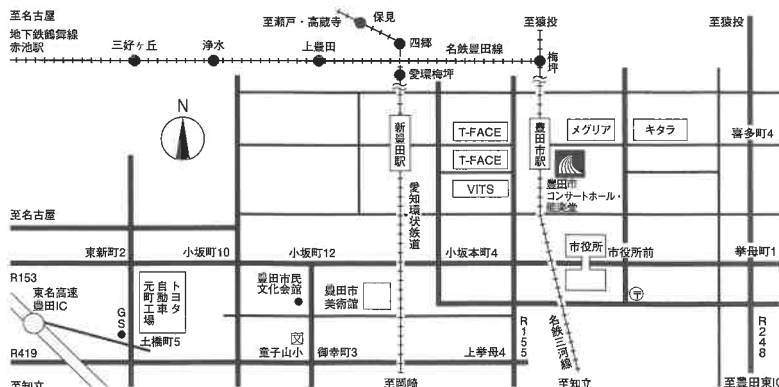 至名古屋
至瀬戸・高蔵寺
保見
至猿投
至猿投
地下鉄鶴舞線
赤池駅
三好ヶ丘
浄水
上豊田
四郷
名鉄豊田線
梅坪
愛環梅坪
N
新豊田駅
T-FACE
豊田市駅
メグリア
キタラ
喜多町4
T-FACE
VITS
豊田市
コンサートホール・
能楽堂
愛知環状鉄道
至名古屋
東新町2
小坂町10
小坂町12
小坂本町4
市役所
市役所前
挙母町1
R153
東名高速
豊田IC
トヨタ
自動車
元町工場
GS
土橋町5
豊田市民
文化会館
豊田市
美術館
〒
R419
童子山小
文
御幸町3
上挙母4
R155
名鉄三河線
R248
至知立
至岡崎
至知立
至豊田東IC